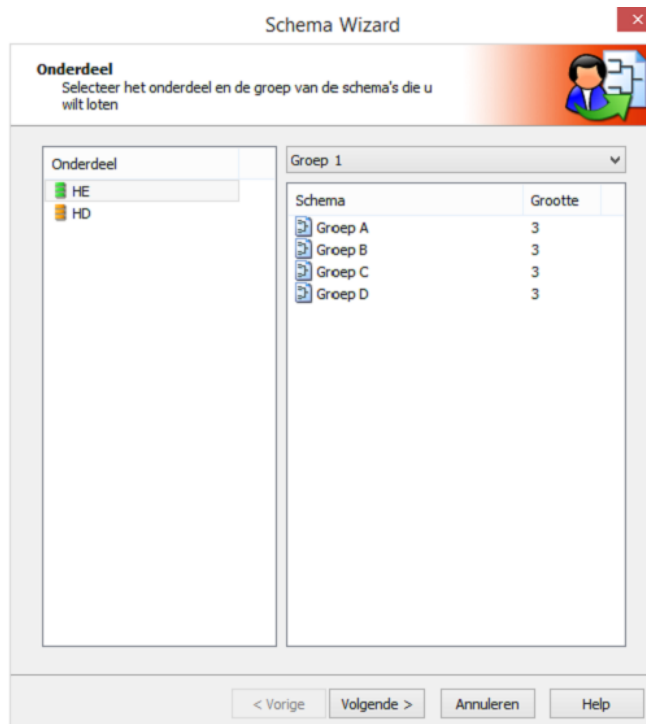 Schema Wizard
Onderdeel
Selecteer het onderdeel en de groep van de schema's die u
wilt loten
Onderdeel
HE
HD
Groep 1
Schema Grootte
Groep A 3
Groep B 3
Groep C 3
Groep D 3
< Vorige Volgende > Annuleren Help